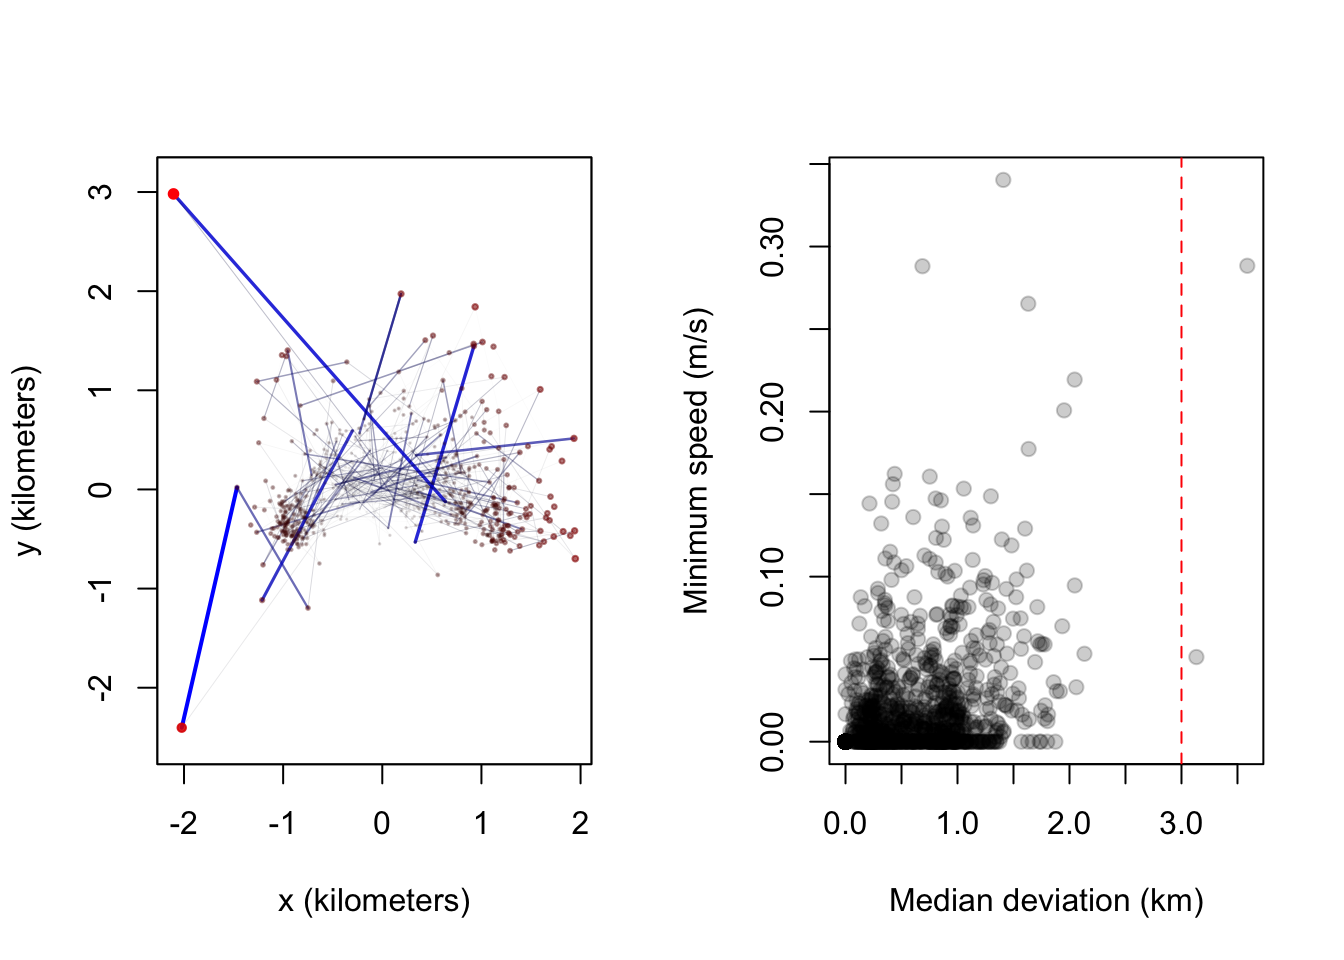 y (kilometers)
3
2
1
0
-1
-2
-2 -1 0 1 2
x (kilometers)
Minimum speed (m/s)
0.30
0.20
0.10
0.00
0.0 1.0 2.0 3.0
Median deviation (km)